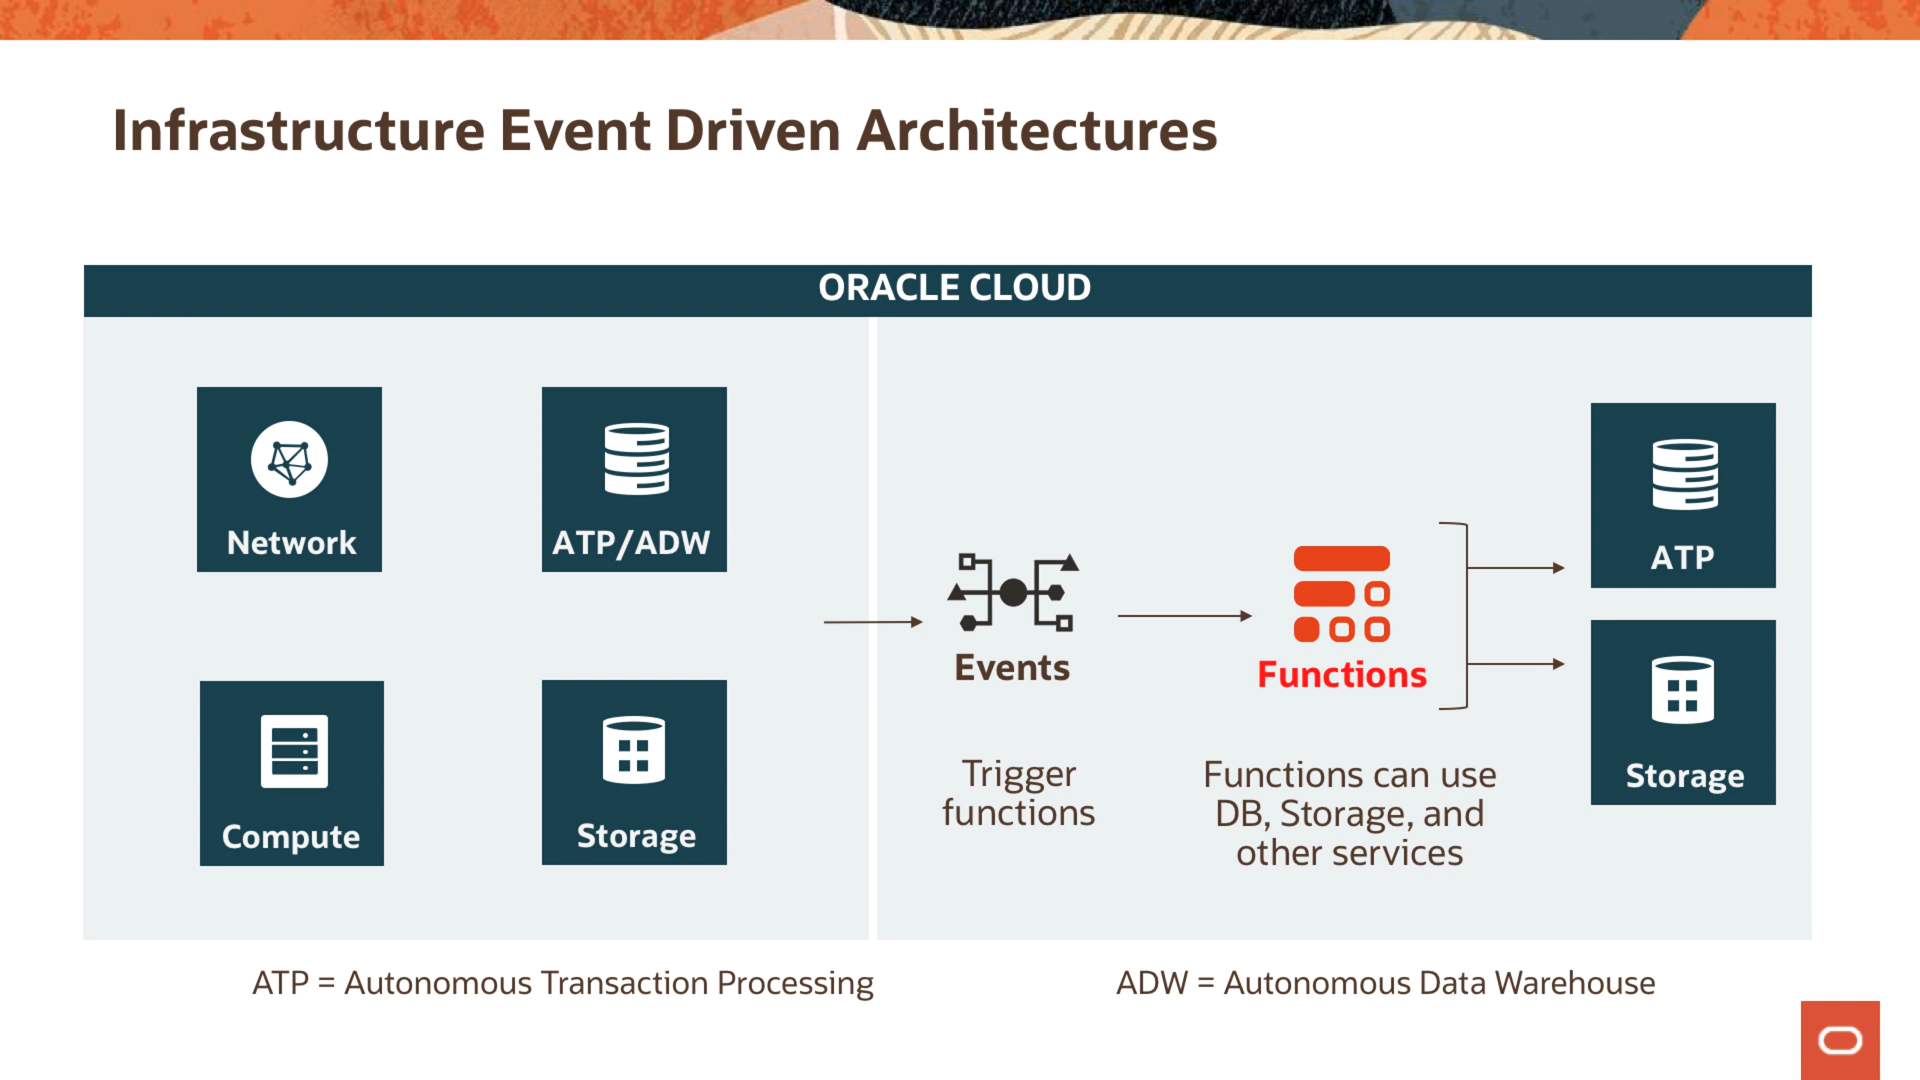 Infrastructure Event Driven Architectures
ORACLE CLOUD
Network
ATP/ADW
Compute
Storage
Events
Trigger
functions
Functions
Functions can use
DB, Storage, and
other services
ATP
Storage
ATP = Autonomous Transaction Processing
ADW = Autonomous Data Warehouse